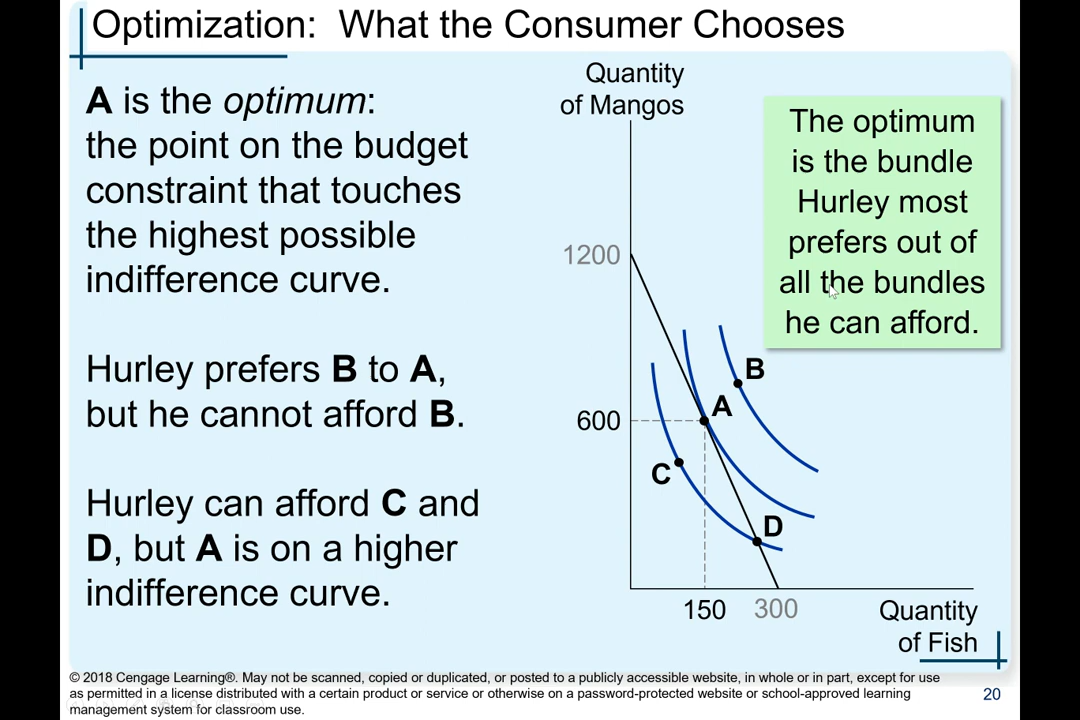 Optimization: What the Consumer Chooses
A is the optimum:
the point on the budget
constraint that touches
the highest possible
indifference curve.
Hurley prefers B to A,
but he cannot afford B.
Hurley can afford C and
D, but A is on a higher
indifference curve.
Quantity
of Mangos
The optimum
is the bundle
Hurley most
prefers out of
all the bundles
he can afford.
1200
B
A
600
C
D
150
300
Quantity
of Fish
© 2018 Cengage Learning®. May not be scanned, copied or duplicated, or posted to a publicly accessible website, in whole or in part, except for use
as permitted in a license distributed with a certain product or service or otherwise on a password-protected website or school-approved learning
management system for classroom use.
20